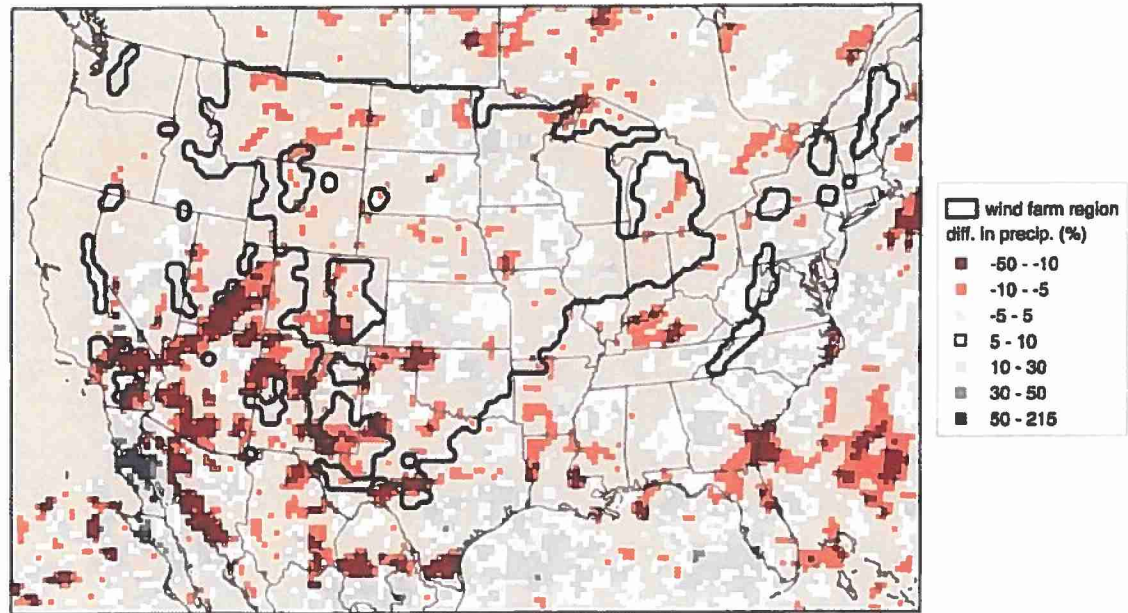 wind farm region
diff. in precip. (%)
-50 - -10
-10 - -5
-5 - 5
5 - 10
10 - 30
30 - 50
50 - 215